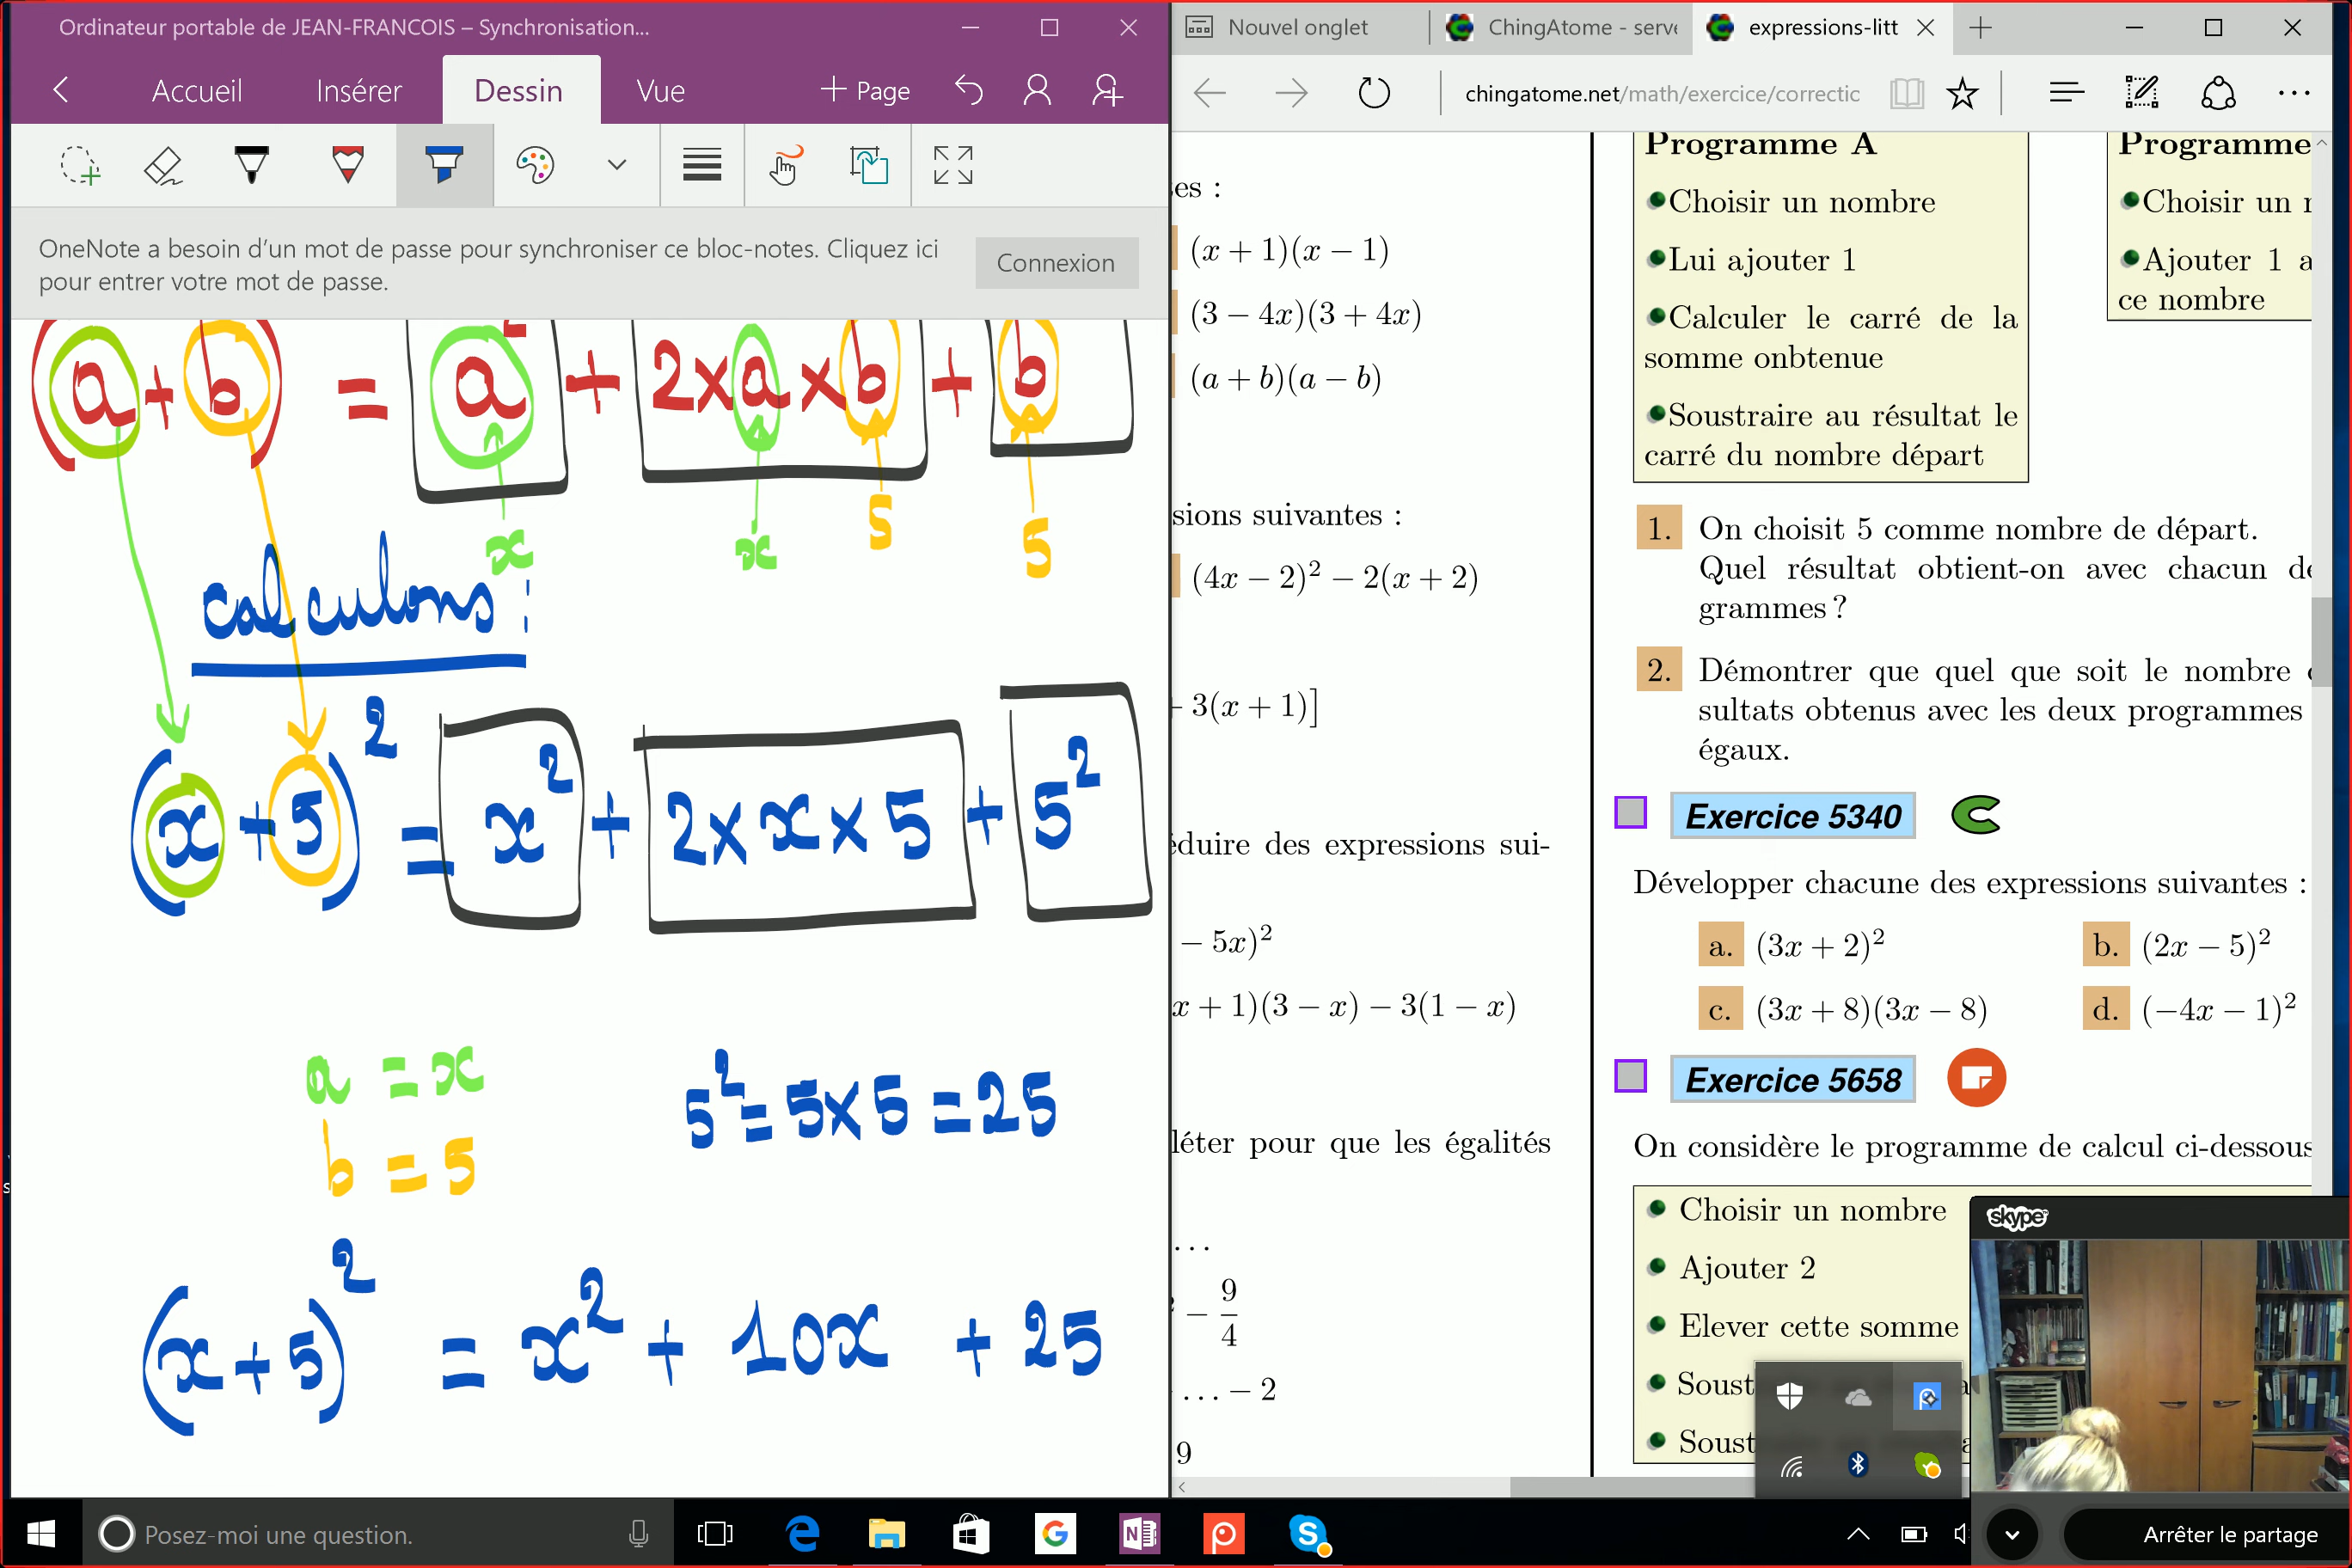 Ordinateur portable de JEAN-FRANCOIS – Synchronisation...
Accueil Insérer Dessin Vue + Page
OneNote a besoin d'un mot de passe pour synchroniser ce bloc-notes. Cliquez ici
pour entrer votre mot de passe.
Connexion
(a+b) = a² + 2×a×b + b
x x 5 5
calculons :
(x+5)² = x² + 2×x×5 + 5²
a = x
b = 5
5² = 5×5 = 25
(x+5)² = x² + 10x + 25
Nouvel onglet
ChingAtome - serve
expressions-litt
chingatome.net/math/exercice/correctic
es :
(x + 1)(x − 1)
(3 − 4x)(3 + 4x)
(a + b)(a − b)
sions suivantes :
(4x − 2)² − 2(x + 2)
+ 3(x + 1)]
éduire des expressions sui-
− 5x)²
x + 1)(3 − x) − 3(1 − x)
léter pour que les égalités
...
− 9/4
... − 2
9
Programme A
Choisir un nombre
Lui ajouter 1
Calculer le carré de la
somme onbtenue
Soustraire au résultat le
carré du nombre départ
Programme
Choisir un
Ajouter 1 a
ce nombre
1. On choisit 5 comme nombre de départ.
Quel résultat obtient-on avec chacun de
grammes ?
2. Démontrer que quel que soit le nombre
sultats obtenus avec les deux programmes
égaux.
Exercice 5340
Développer chacune des expressions suivantes :
a. (3x + 2)² b. (2x − 5)²
c. (3x + 8)(3x − 8) d. (−4x − 1)²
Exercice 5658
On considère le programme de calcul ci-dessous
Choisir un nombre
Ajouter 2
Elever cette somme
Soust
Soust
skype
Posez-moi une question.
Arrêter le partage